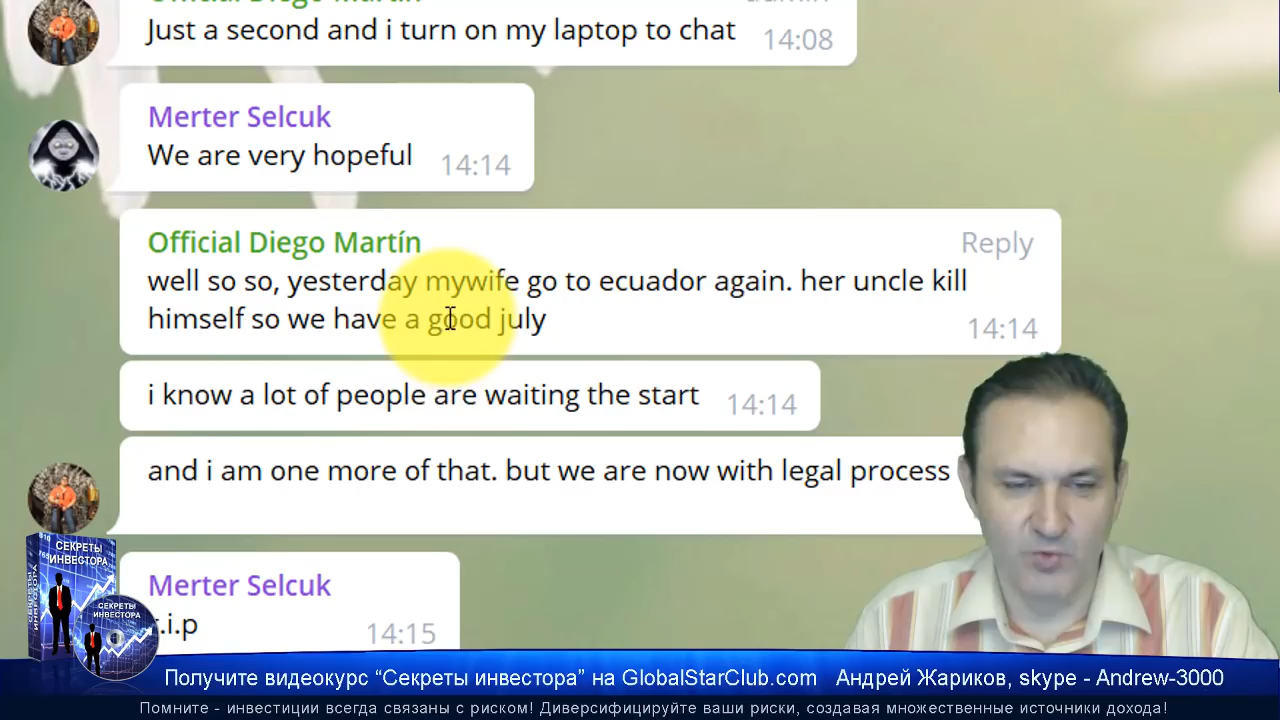 Official Diego Martín
admin
Just a second and i turn on my laptop to chat
14:08
Merter Selcuk
We are very hopeful
14:14
Official Diego Martín
Reply
well so so, yesterday mywife go to ecuador again. her uncle kill
himself so we have a good july
14:14
i know a lot of people are waiting the start
14:14
and i am one more of that. but we are now with legal process
Merter Selcuk
r.i.p
14:15
СЕКРЕТЫ
ИНВЕСТОРА
СЕКРЕТЫ
ИНВЕСТОРА
Получите видеокурс “Секреты инвестора” на GlobalStarClub.com Андрей Жариков, skype - Andrew-3000
Помните - инвестиции всегда связаны с риском! Диверсифицируйте ваши риски, создавая множественные источники дохода!